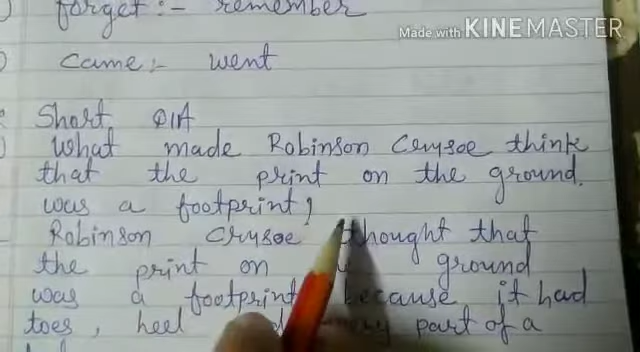 forget :- remember
Made with KINEMASTER
Came :- went
Short Q/A
What made Robinson Crusoe think
that the print on the ground.
was a footprint?
Robinson Crusoe thought that
the print on ground
was a footprint because it had
toes, heel part of a